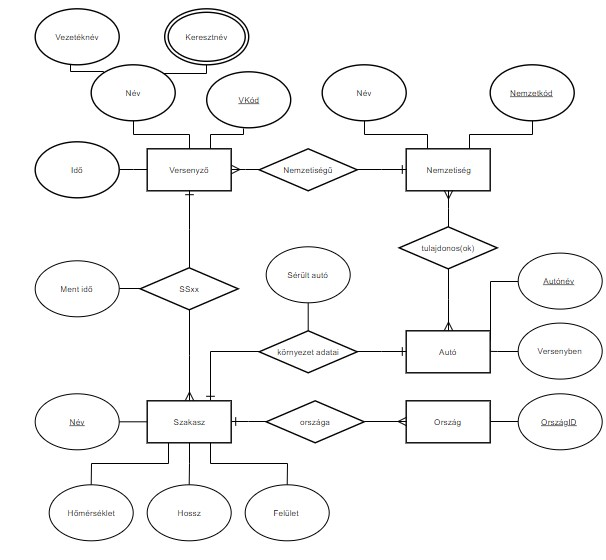 Vezetéknév
Keresztnév
Név
VKód
Név
Nemzetkód
Idő
Versenyző
Nemzetiségű
Nemzetiség
tulajdonos(ok)
Ment idő
SSxx
Sérült autó
Autónév
környezet adatai
Autó
Versenyben
Név
Szakasz
országa
Ország
OrszágID
Hőmérséklet
Hossz
Felület